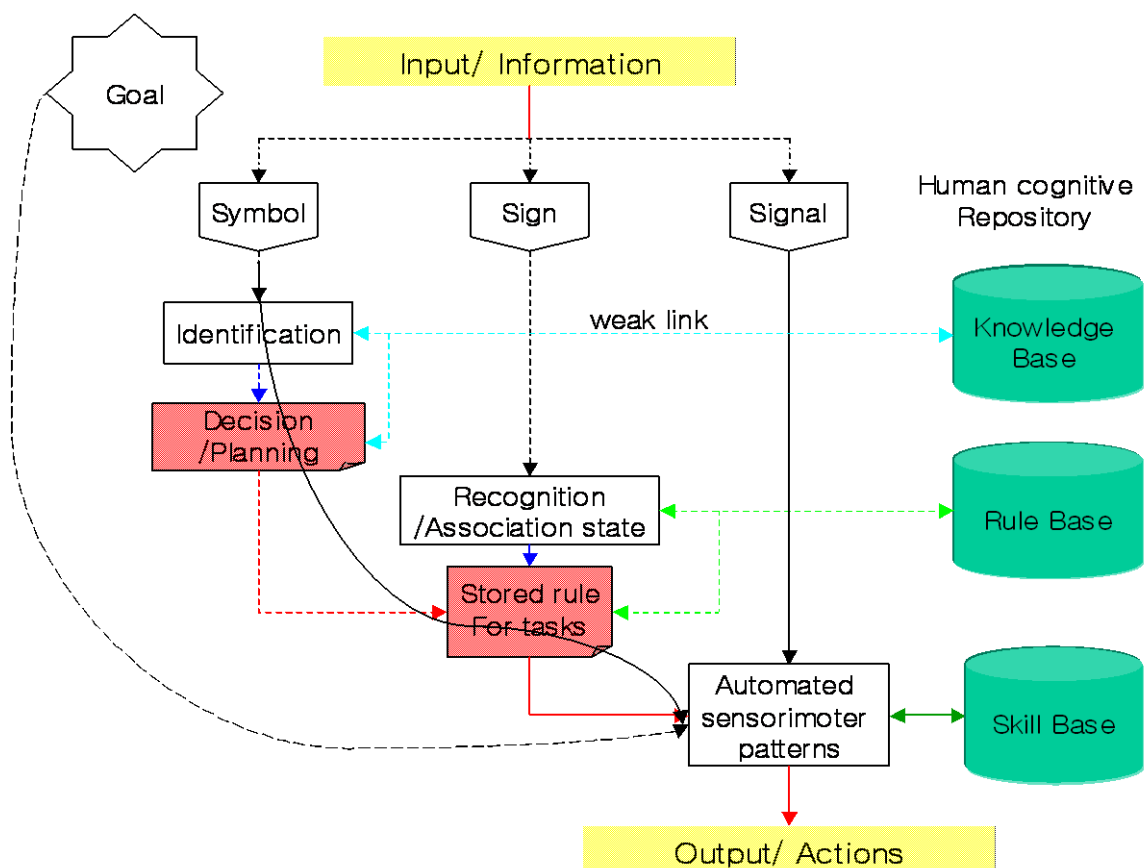 Goal
Input/ Information
Symbol
Sign
Signal
Human cognitive
Repository
Identification
weak link
Knowledge
Base
Decision
/Planning
Recognition
/Association state
Rule Base
Stored rule
For tasks
Automated
sensorimoter
patterns
Skill Base
Output/ Actions